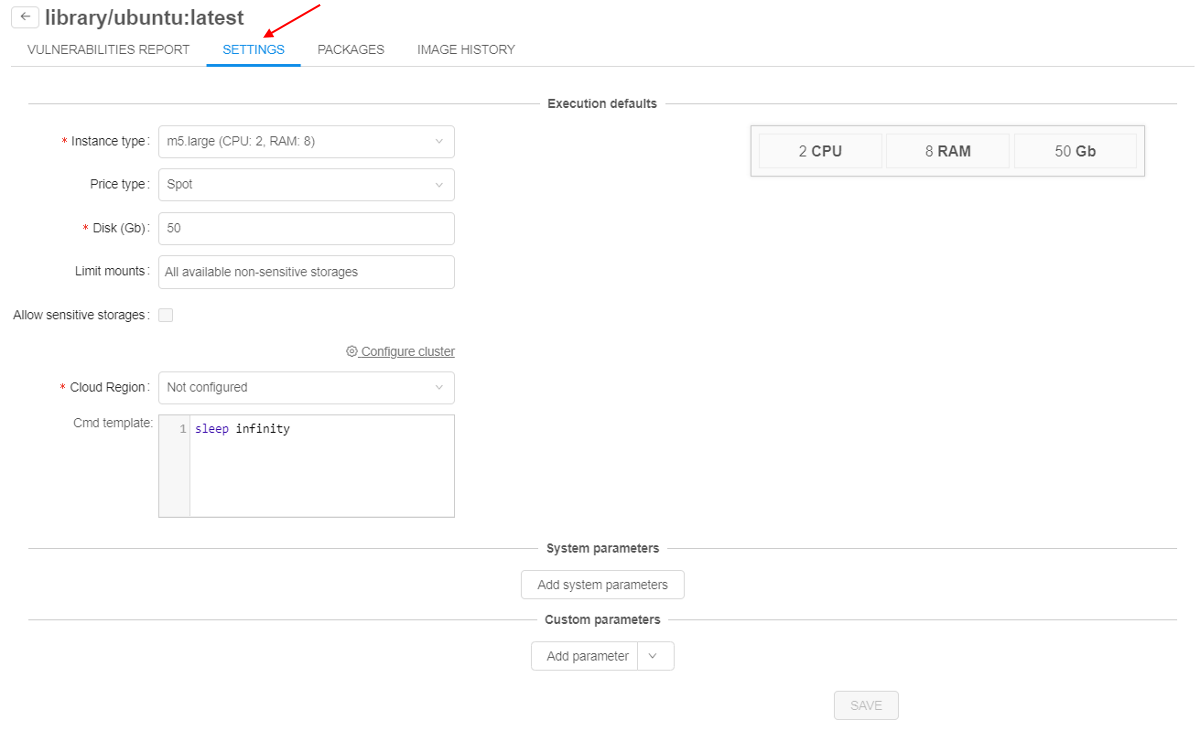 library/ubuntu:latest
VULNERABILITIES REPORT SETTINGS PACKAGES IMAGE HISTORY
Execution defaults
* Instance type: m5.large (CPU: 2, RAM: 8)
2 CPU 8 RAM 50 Gb
Price type: Spot
* Disk (Gb): 50
Limit mounts: All available non-sensitive storages
Allow sensitive storages:
Configure cluster
* Cloud Region: Not configured
Cmd template: 1 sleep infinity
System parameters
Add system parameters
Custom parameters
Add parameter
SAVE